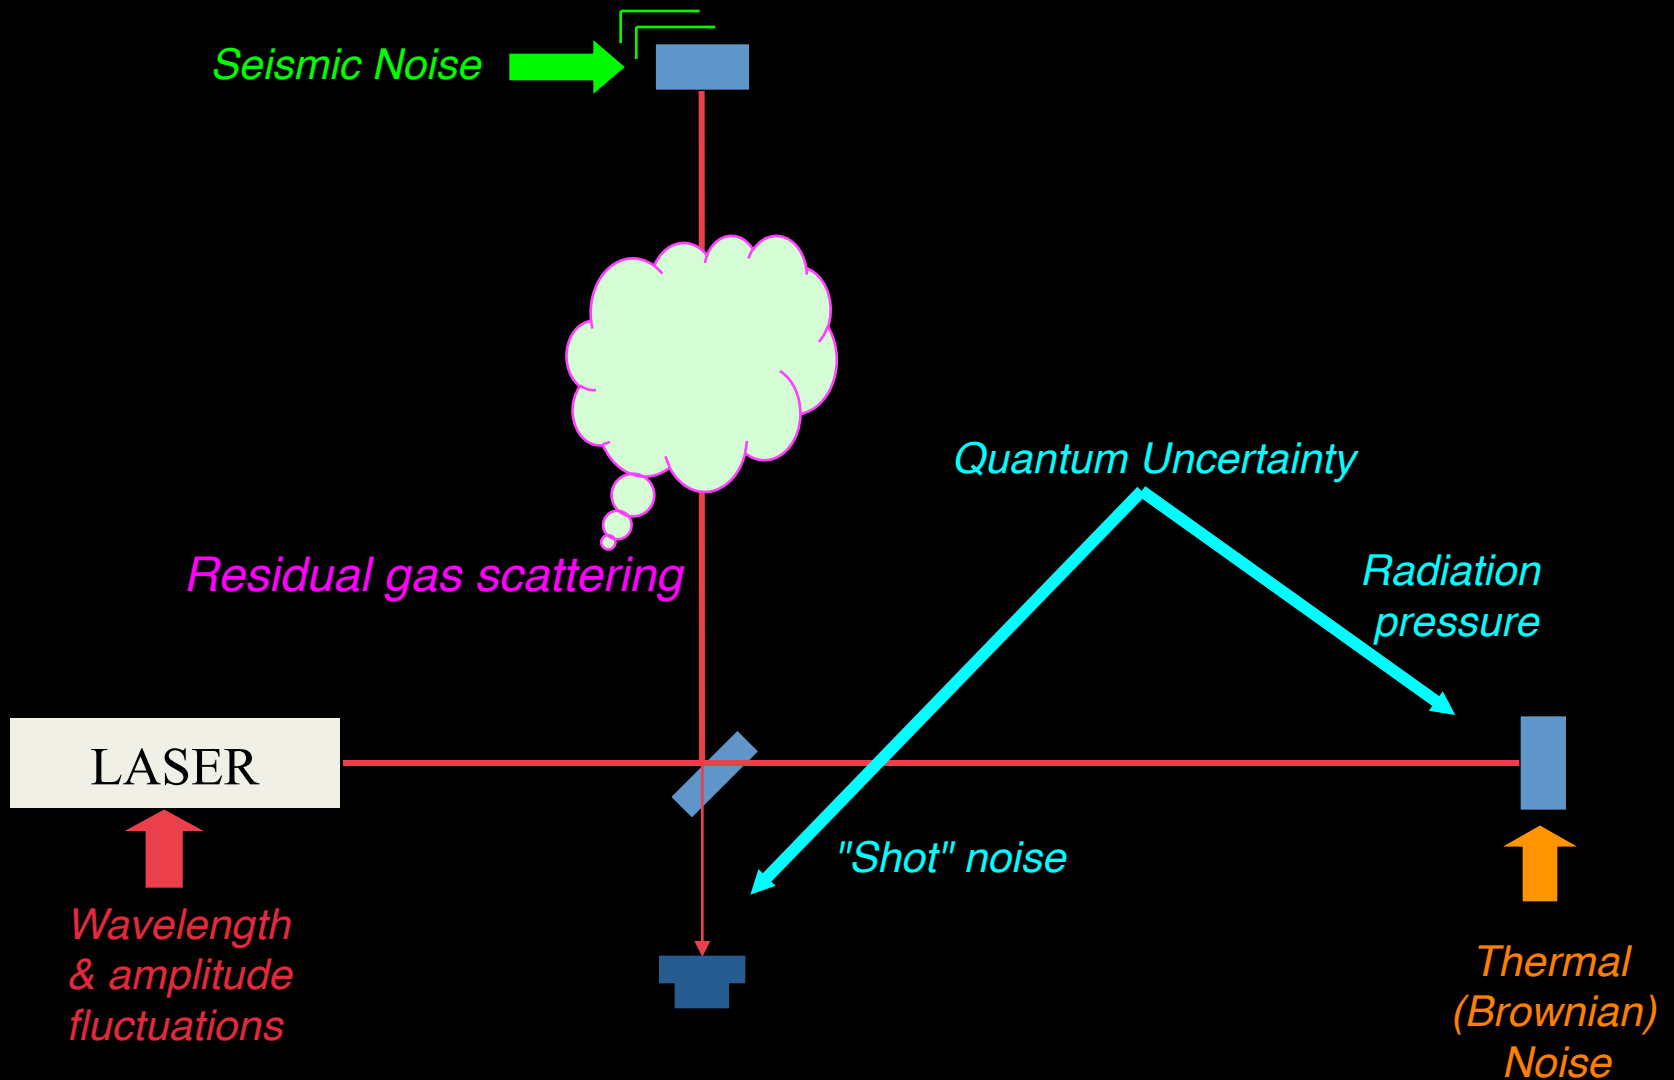 Seismic Noise
Quantum Uncertainty
Residual gas scattering
Radiation
pressure
LASER
"Shot" noise
Wavelength
& amplitude
fluctuations
Thermal
(Brownian)
Noise